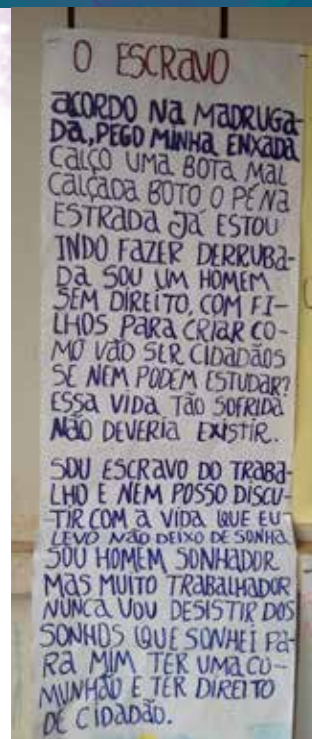 O ESCRAVO
ACORDO NA MADRUGA-
DA, PEGO MINHA ENXADA
CALÇO UMA BOTA MAL
CALÇADA BOTO O PÉ NA
ESTRADA JÁ ESTOU
INDO FAZER DERRUBA-
DA SOU UM HOMEM
SEM DIREITO, COM FI-
LHOS PARA CRIAR CO-
MO VÃO SER CIDADÃOS
SE NEM PODEM ESTUDAR?
ESSA VIDA TÃO SOFRIDA
NÃO DEVERIA EXISTIR.
SOU ESCRAVO DO TRABA-
LHO E NEM POSSO DISCU-
-TIR COM A VIDA QUE EU
LEVO NÃO DEIXO DE SONHA
SOU HOMEM SONHADOR
MAS MUITO TRABALHADOR
NUNCA VOU DESISTIR DOS
SONHOS QUE SONHEI PA-
RA MIM TER UMA CO-
MUNHÃO E TER DIREITO
DE CIDADÃO.